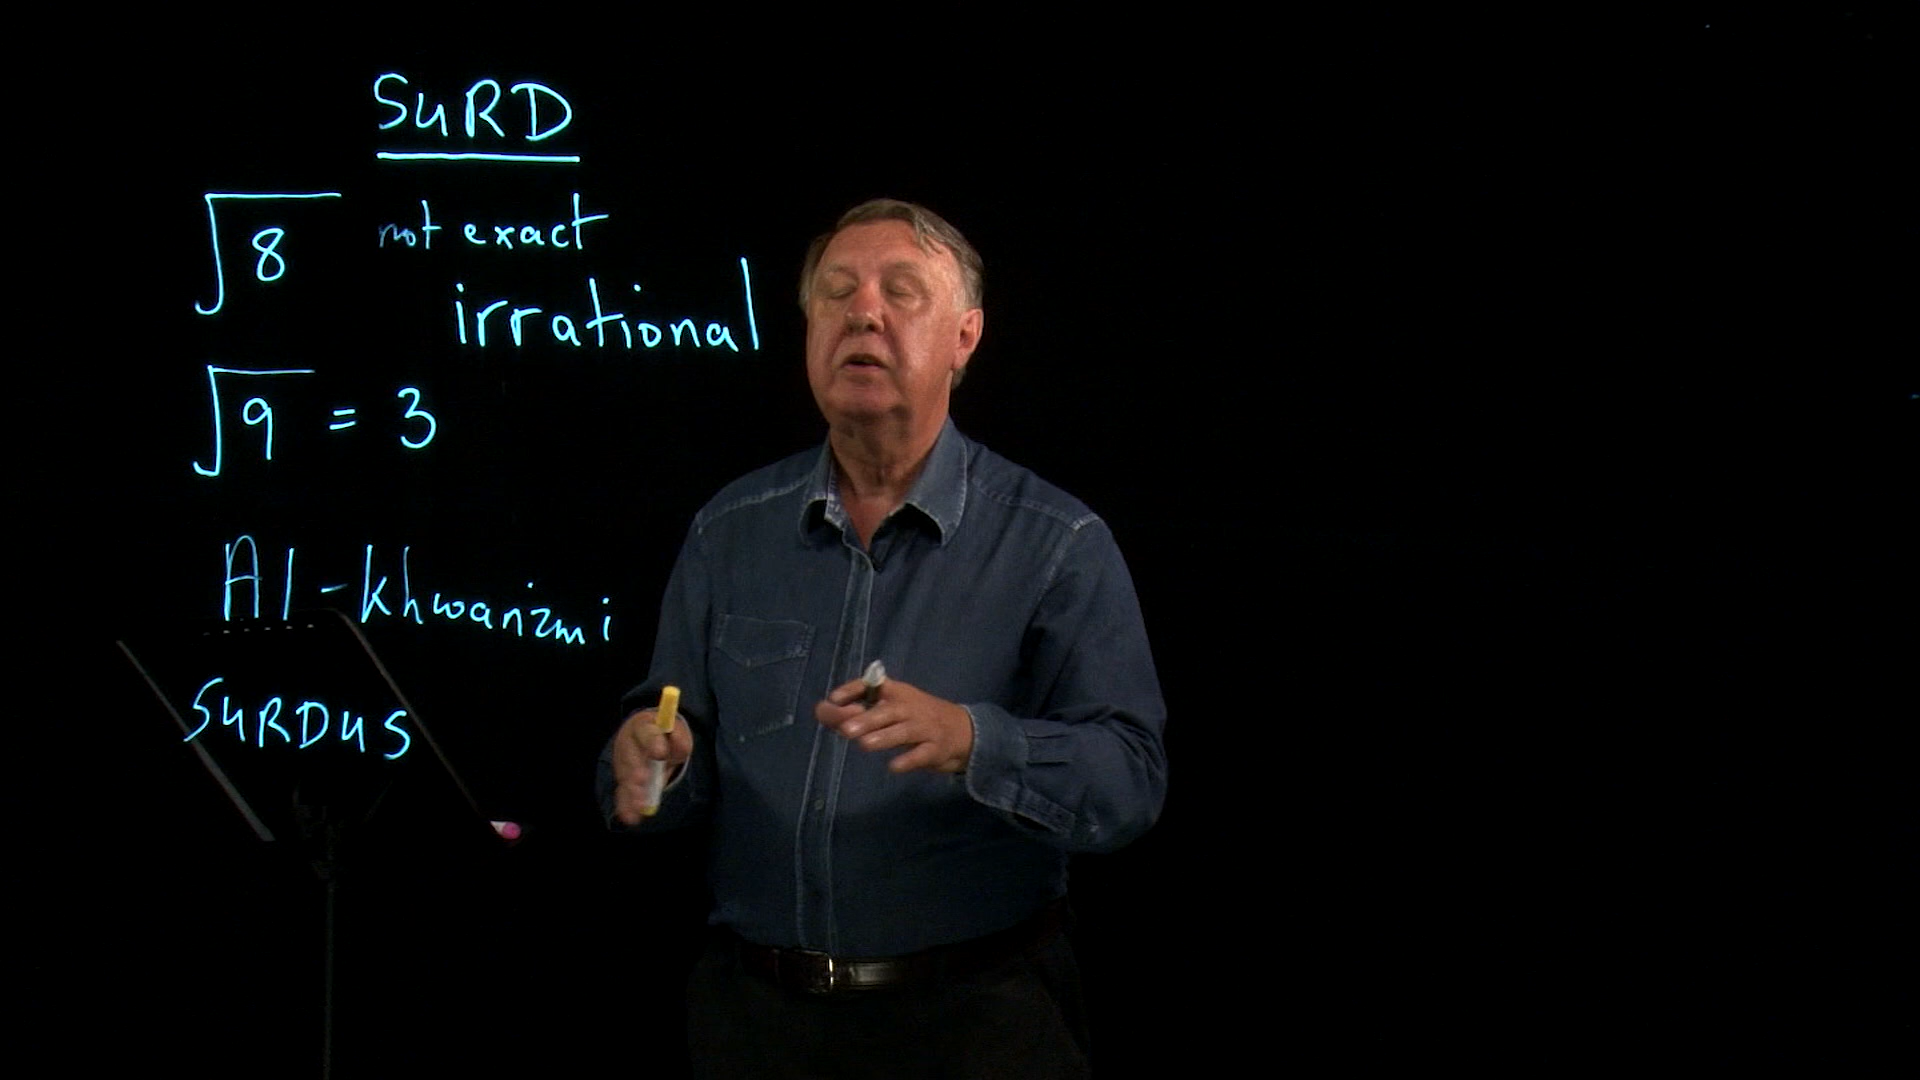 SURD
√8 not exact
irrational
√9 = 3
Al-khwarizmi
SURDUS